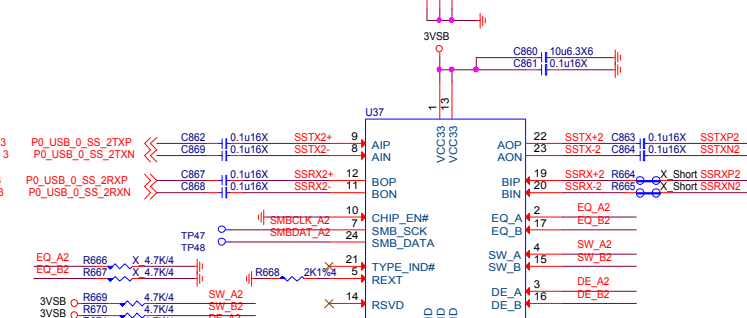 3VSB
C860 10u6.3X6
C861 0.1u16X
1 13
U37
VCC33 VCC33
3 P0_USB_0_SS_2TXP C862 0.1u16X SSTX2+ 9 AIP AOP 22 SSTX+2 C863 0.1u16X SSTXP2
3 P0_USB_0_SS_2TXN C869 0.1u16X SSTX2- 8 AIN AON 23 SSTX-2 C864 0.1u16X SSTXN2
P0_USB_0_SS_2RXP C867 0.1u16X SSRX2+ 12 BOP BIP 19 SSRX+2 R664 X_Short SSRXP2
3 P0_USB_0_SS_2RXN C868 0.1u16X SSRX2- 11 BON BIN 20 SSRX-2 R665 X_Short SSRXN2
10 CHIP_EN# EQ_A 2 EQ_A2
SMBCLK_A2 7 SMB_SCK EQ_B 17 EQ_B2
TP47 SMBDAT_A2 24 SMB_DATA
TP48
SW_A 4 SW_A2
EQ_A2 R666 X_4.7K/4 21 TYPE_IND# SW_B 15 SW_B2
EQ_B2 R667 X_4.7K/4 R668 2K1%4 5 REXT
DE_A 3 DE_A2
3VSB R669 4.7K/4 SW_A2 14 RSVD DE_B 16 DE_B2
3VSB R670 4.7K/4 SW_B2